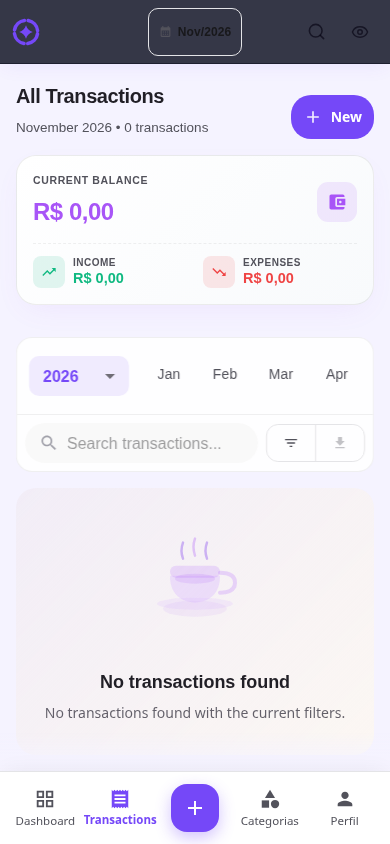 Nov/2026
All Transactions
November 2026 • 0 transactions
New
CURRENT BALANCE
R$ 0,00
INCOME
R$ 0,00
EXPENSES
R$ 0,00
2026
Jan
Feb
Mar
Apr
Search transactions...
No transactions found
No transactions found with the current filters.
Dashboard
Transactions
Categorias
Perfil